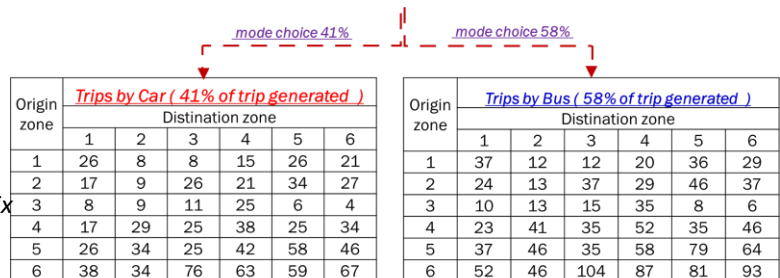 mode choice 41%
mode choice 58%
Origin zone
Trips by Car ( 41% of trip generated )
Distination zone
1 2 3 4 5 6
1 26 8 8 15 26 21
2 17 9 26 21 34 27
3 8 9 11 25 6 4
4 17 29 25 38 25 34
5 26 34 25 42 58 46
6 38 34 76 63 59 67
x
Origin zone
Trips by Bus ( 58% of trip generated )
Distination zone
1 2 3 4 5 6
1 37 12 12 20 36 29
2 24 13 37 29 46 37
3 10 13 15 35 8 6
4 23 41 35 52 35 46
5 37 46 35 58 79 64
6 52 46 104 87 81 93